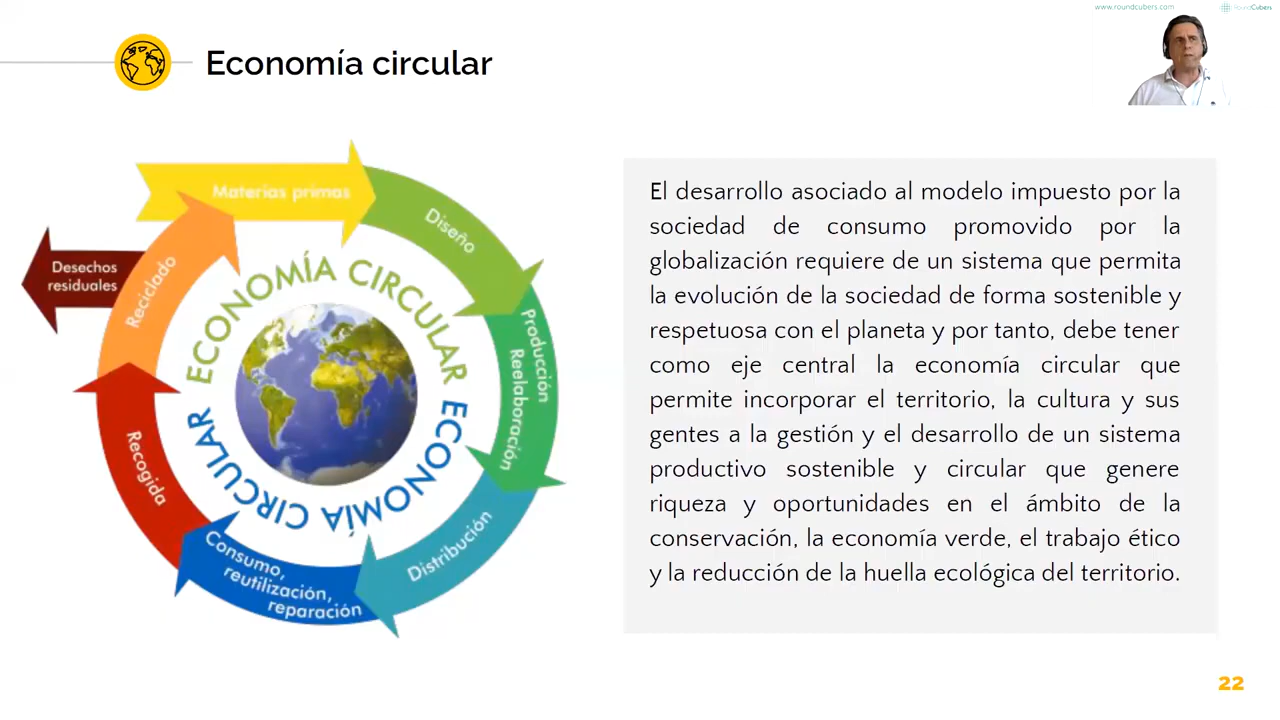 www.roundcubers.com
RoundCubers
Economía circular
Materias primas
Diseño
Desechos
residuales
Reciclado
ECONOMÍA CIRCULAR
Producción
Reelaboración
ECONOMÍA CIRCULAR
Recogida
Distribución
Consumo,
reutilización,
reparación
El desarrollo asociado al modelo impuesto por la
sociedad de consumo promovido por la
globalización requiere de un sistema que permita
la evolución de la sociedad de forma sostenible y
respetuosa con el planeta y por tanto, debe tener
como eje central la economía circular que
permite incorporar el territorio, la cultura y sus
gentes a la gestión y el desarrollo de un sistema
productivo sostenible y circular que genere
riqueza y oportunidades en el ámbito de la
conservación, la economía verde, el trabajo ético
y la reducción de la huella ecológica del territorio.
22